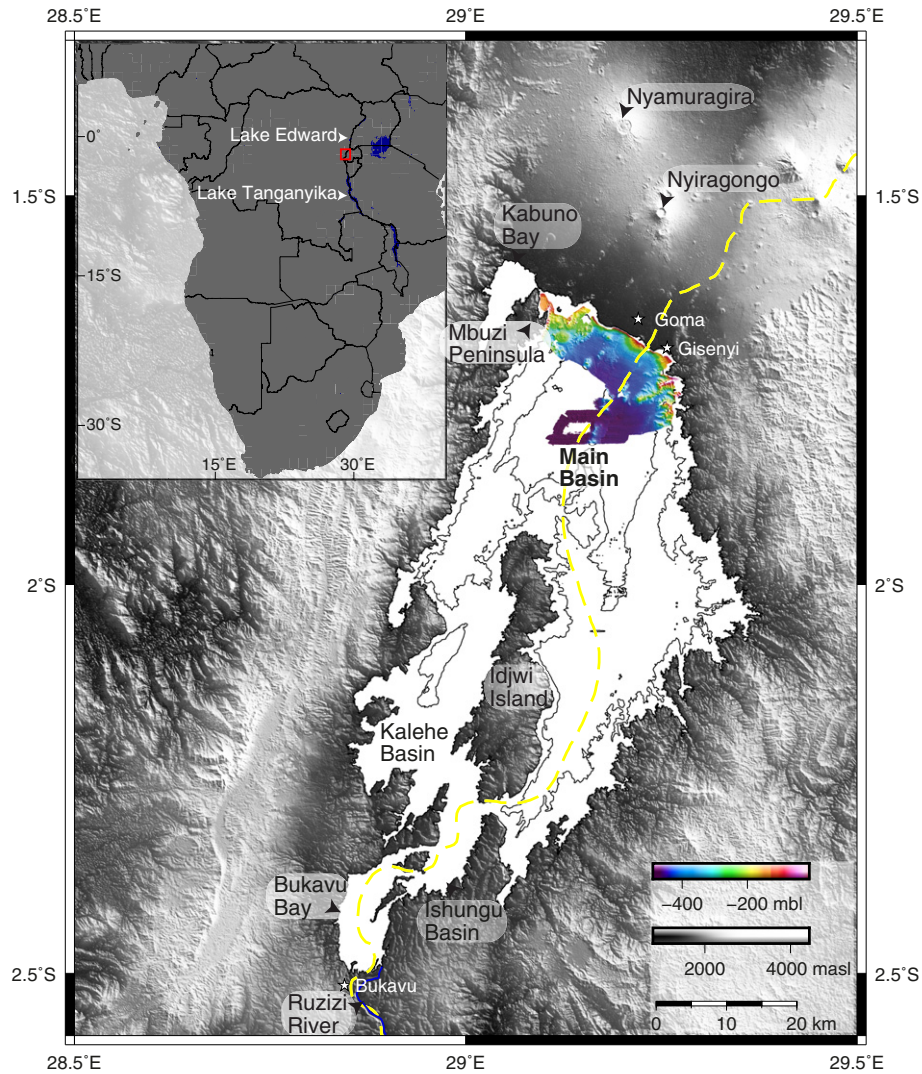 28.5˚E
29˚E
29.5˚E
Nyamuragira
Lake Edward
0˚
Nyiragongo
Lake Tanganyika
1.5˚S
1.5˚S
Kabuno
Bay
15˚S
Goma
Mbuzi
Peninsula
Gisenyi
30˚S
15˚E
30˚E
Main
Basin
2˚S
2˚S
Idjwi
Island
Kalehe
Basin
−400
−200 mbl
Bukavu
Bay
Ishungu
Basin
2000
4000 masl
2.5˚S
2.5˚S
Bukavu
Ruzizi
River
0
10
20 km
28.5˚E
29˚E
29.5˚E